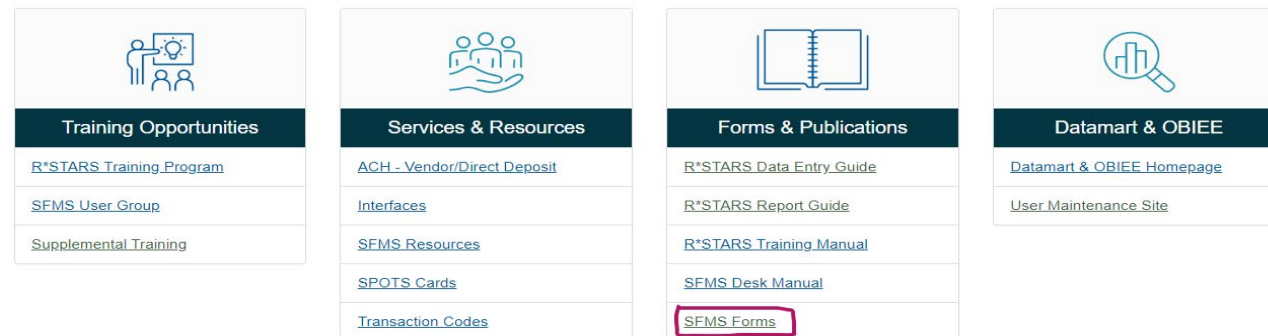 Training Opportunities
R*STARS Training Program
SFMS User Group
Supplemental Training
Services & Resources
ACH - Vendor/Direct Deposit
Interfaces
SFMS Resources
SPOTS Cards
Transaction Codes
Forms & Publications
R*STARS Data Entry Guide
R*STARS Report Guide
R*STARS Training Manual
SFMS Desk Manual
SFMS Forms
Datamart & OBIEE
Datamart & OBIEE Homepage
User Maintenance Site